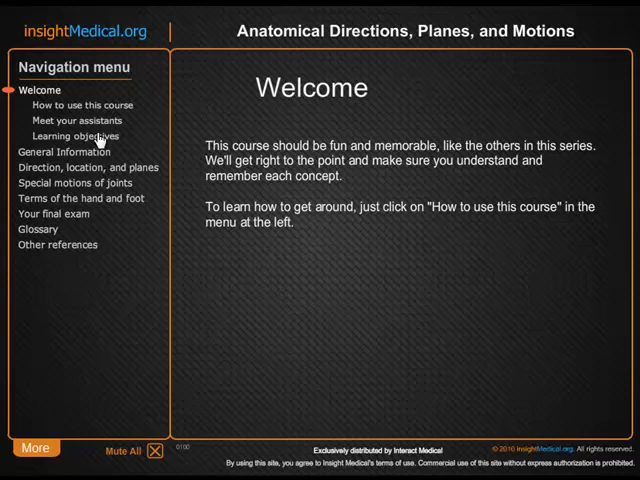 insightMedical.org
Anatomical Directions, Planes, and Motions
Navigation menu
Welcome
How to use this course
Meet your assistants
Learning objectives
General Information
Direction, location, and planes
Special motions of joints
Terms of the hand and foot
Your final exam
Glossary
Other references
Welcome
This course should be fun and memorable, like the others in this series.
We'll get right to the point and make sure you understand and
remember each concept.
To learn how to get around, just click on "How to use this course" in the
menu at the left.
More
Mute All
0100
Exclusively distributed by Interact Medical
© 2010 insightMedical.org. All rights reserved.
By using this site, you agree to Insight Medical's terms of use. Commercial use of this site without express authorization is prohibited.